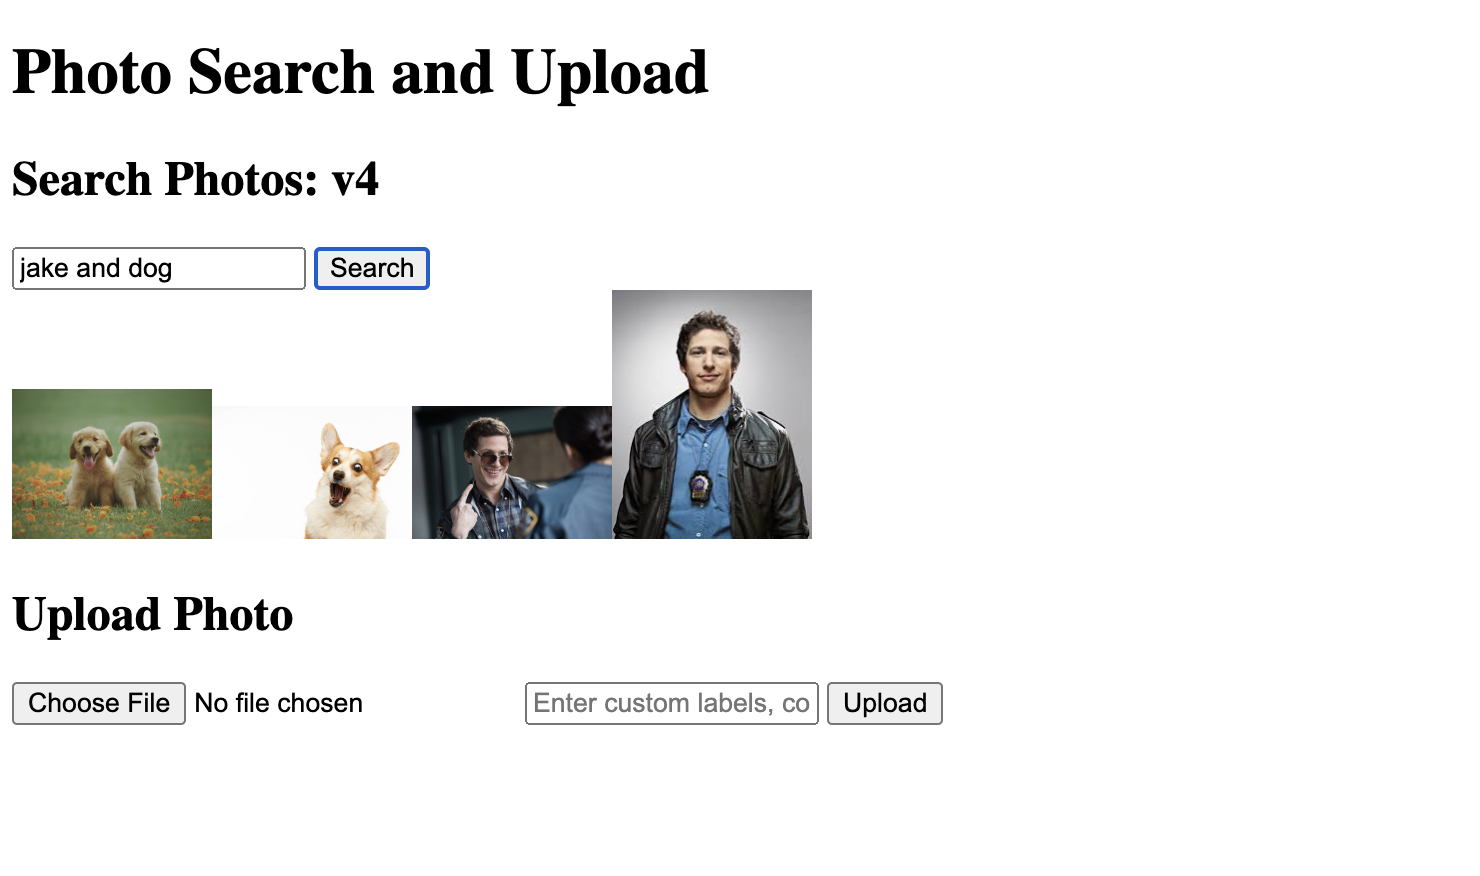 Photo Search and Upload
Search Photos: v4
jake and dog Search
Upload Photo
Choose File No file chosen Enter custom labels, co Upload